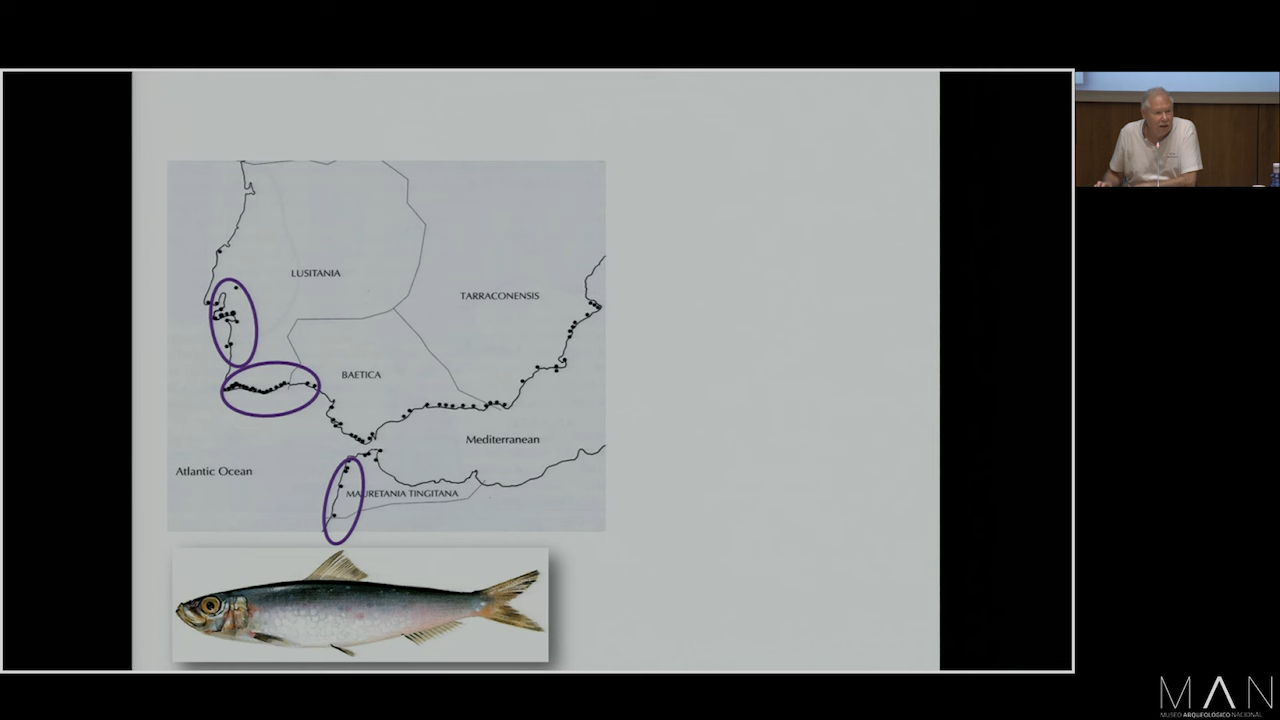 LUSITANIA
TARRACONENSIS
BAETICA
Mediterranean
Atlantic Ocean
MAURETANIA TINGITANA
MAN
MUSEO ARQUEOLÓGICO NACIONAL